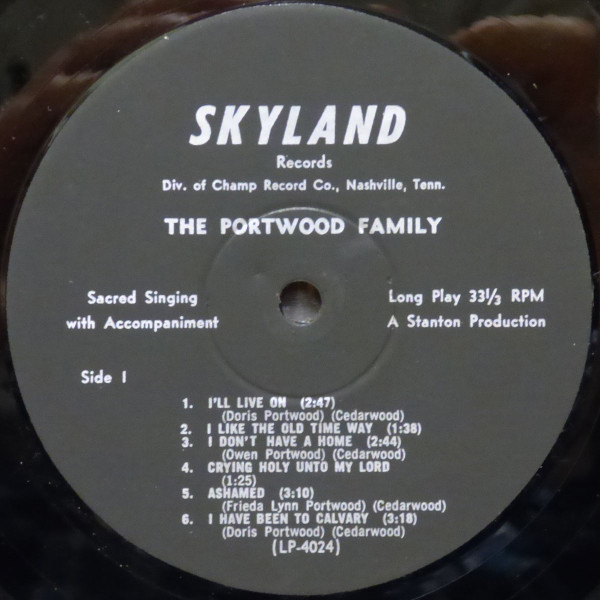 SKYLAND
Records
Div. of Champ Record Co., Nashville, Tenn.
THE PORTWOOD FAMILY
Sacred Singing
with Accompaniment
Long Play 33⅓ RPM
A Stanton Production
Side 1
1. I'LL LIVE ON (2:47)
(Doris Portwood) (Cedarwood)
2. I LIKE THE OLD TIME WAY (1:38)
3. I DON'T HAVE A HOME (2:44)
(Owen Portwood) (Cedarwood)
4. CRYING HOLY UNTO MY LORD
(1:25)
5. ASHAMED (3:10)
(Frieda Lynn Portwood) (Cedarwood)
6. I HAVE BEEN TO CALVARY (3:18)
(Doris Portwood) (Cedarwood)
(LP-4024)